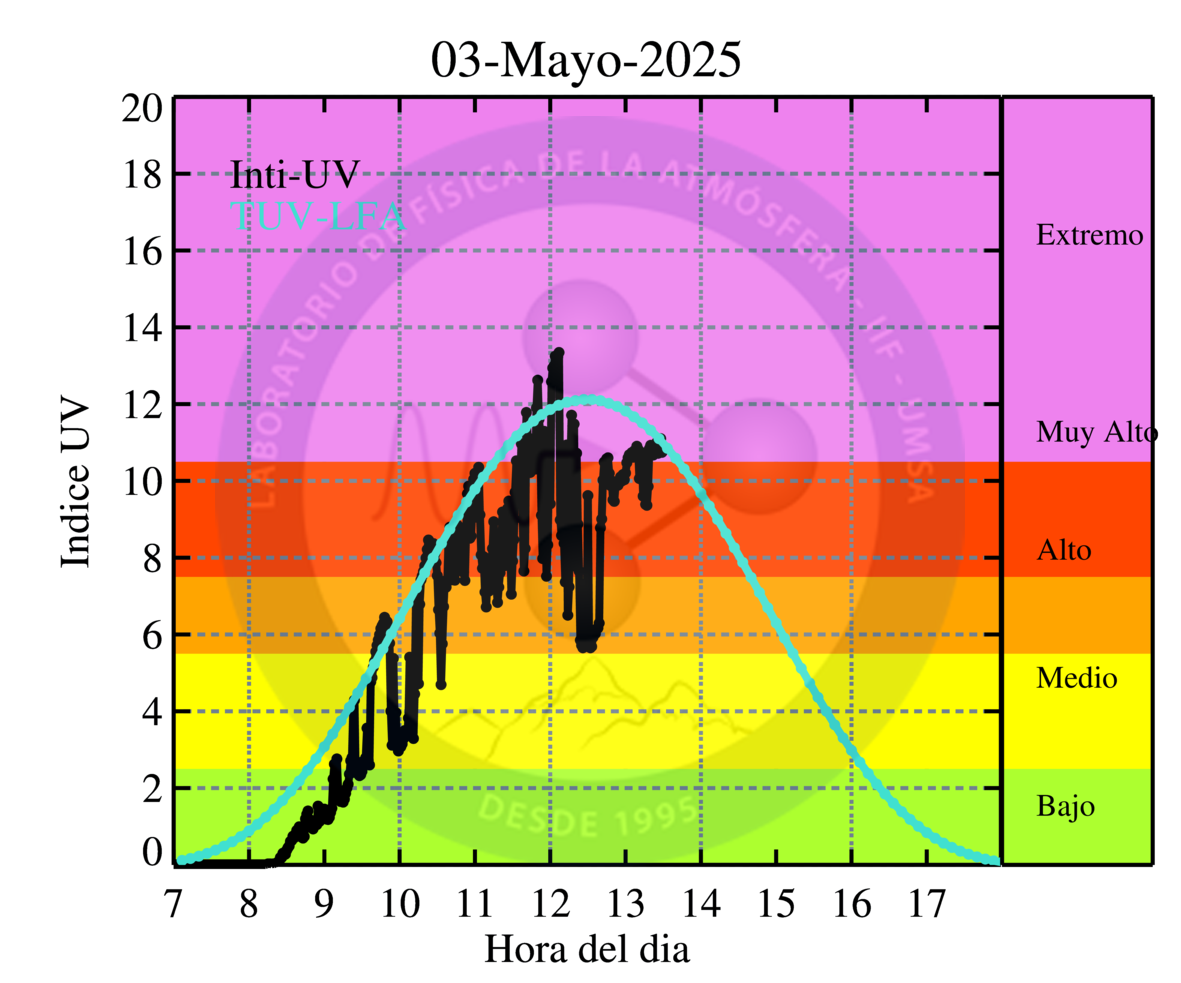 03-Mayo-2025
20
18
16
14
12
10
8
6
4
2
0
Indice UV
Inti-UV
TUV-LFA
LABORATORIO DE FÍSICA DE LA ATMÓSFERA - IIF - UMSA
DESDE 1995
Extremo
Muy Alto
Alto
Medio
Bajo
7 8 9 10 11 12 13 14 15 16 17
Hora del dia